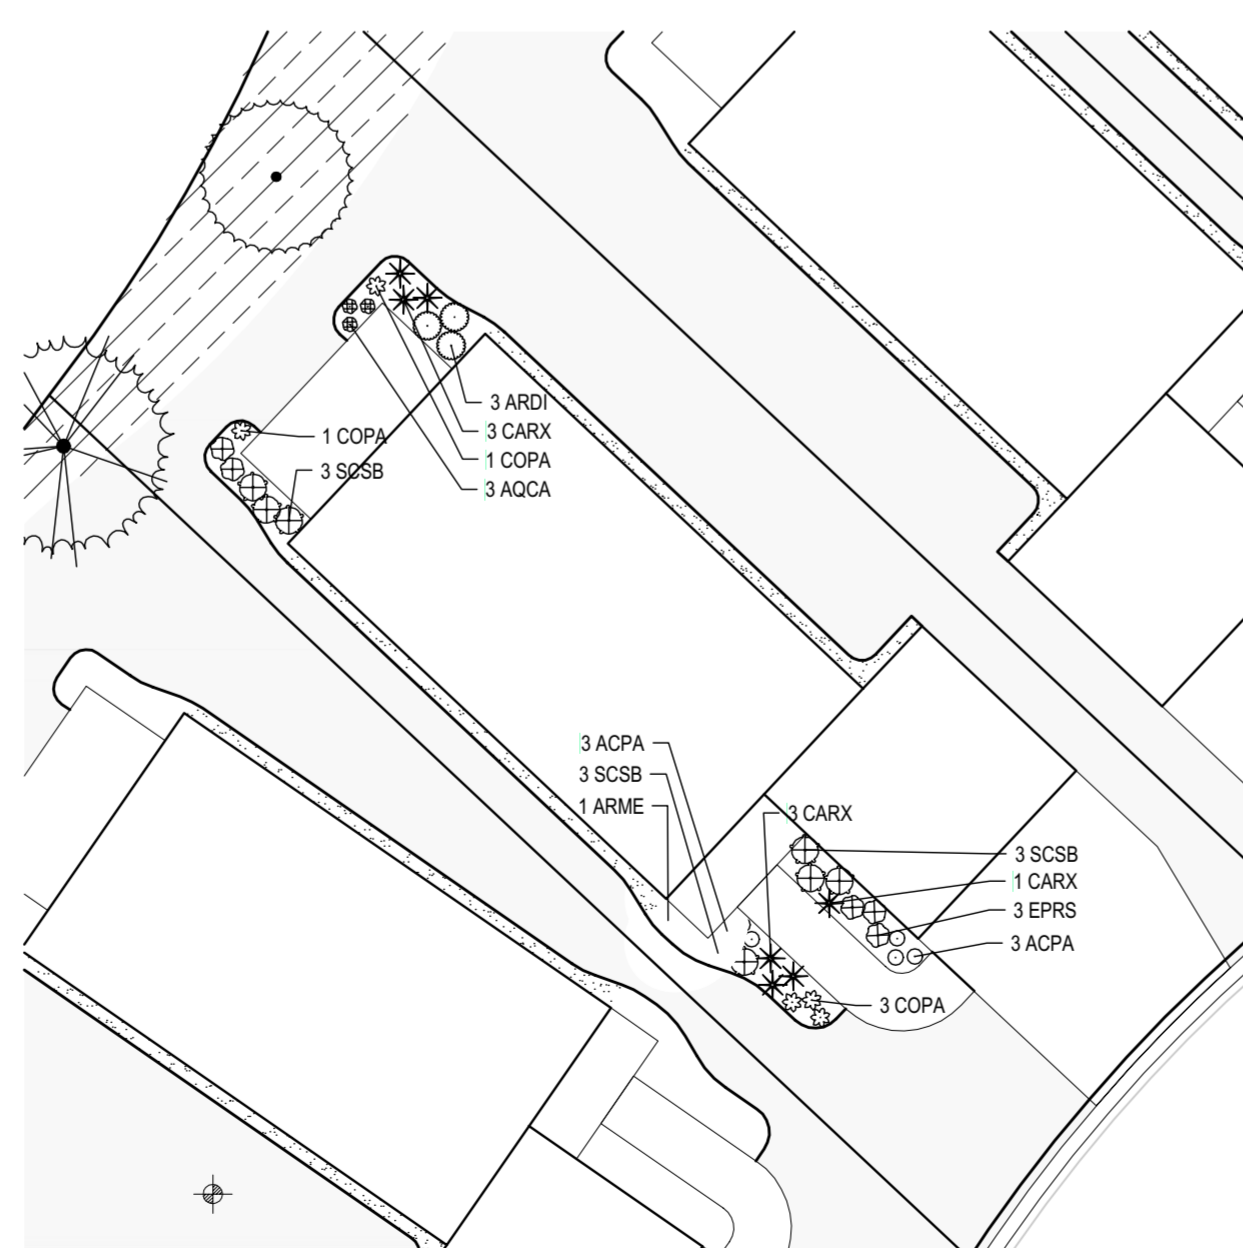 3 ARDI
3 CARX
1 COPA
3 AQCA
1 COPA
3 SCSB
3 ACPA
3 SCSB
1 ARME
3 CARX
3 SCSB
1 CARX
3 EPRS
3 ACPA
3 COPA